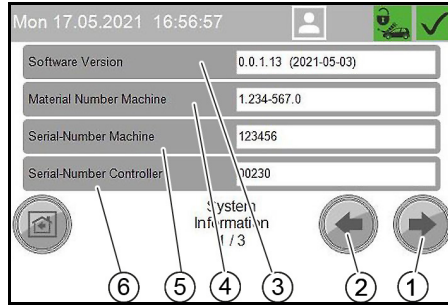 Mon 17.05.2021 16:56:57
Software Version 0.0.1.13 (2021-05-03)
Material Number Machine 1.234-567.0
Serial-Number Machine 123456
Serial-Number Controller 00230
System
Information
1 / 3
6 5 4 3 2 1